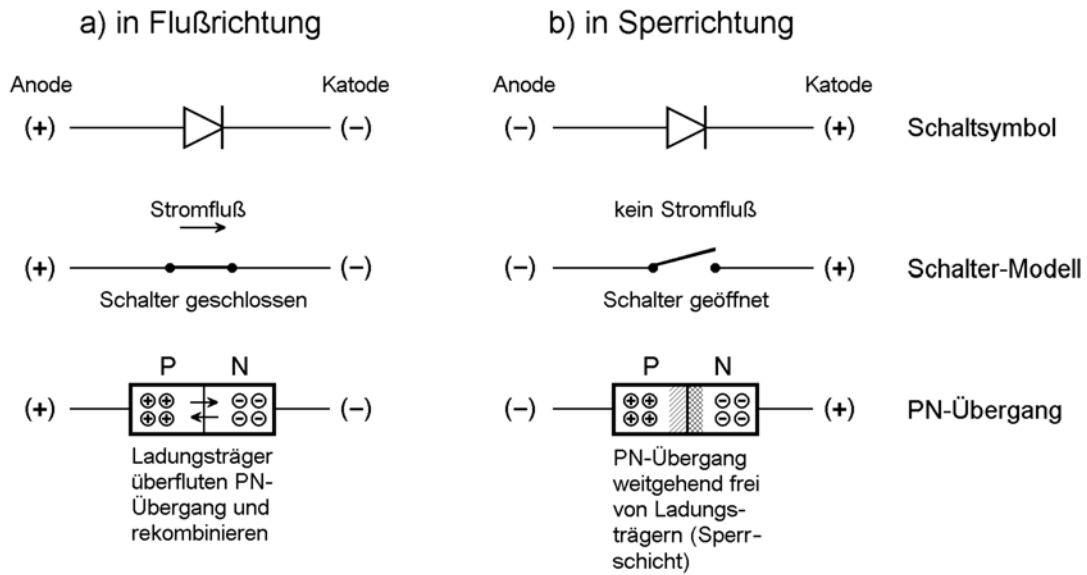 a) in Flußrichtung
b) in Sperrichtung
Anode
Katode
Anode
Katode
(+)
(−)
(−)
(+)
Schaltsymbol
Stromfluß
kein Stromfluß
(+)
(−)
(−)
(+)
Schalter-Modell
Schalter geschlossen
Schalter geöffnet
P
N
P
N
(+)
(−)
(−)
(+)
PN-Übergang
Ladungsträger
überfluten PN-
Übergang und
rekombinieren
PN-Übergang
weitgehend frei
von Ladungs-
trägern (Sperr-
schicht)